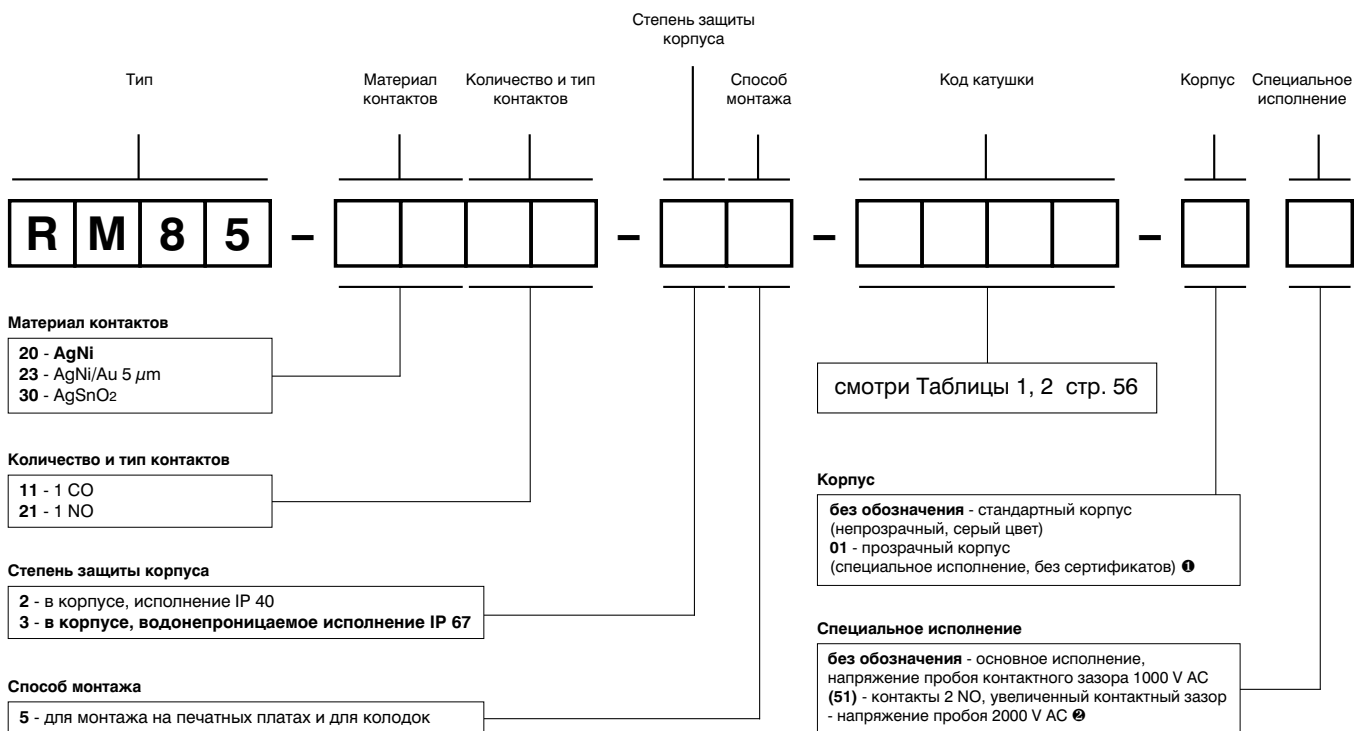 Степень защиты
корпуса
Тип
Материал
контактов
Количество и тип
контактов
Способ
монтажа
Код катушки
Корпус
Специальное
исполнение
R M 8 5 – – – –
Материал контактов
20 - AgNi
23 - AgNi/Au 5 µm
30 - AgSnO2
смотри Таблицы 1, 2 стр. 56
Количество и тип контактов
11 - 1 CO
21 - 1 NO
Корпус
без обозначения - стандартный корпус
(непрозрачный, серый цвет)
01 - прозрачный корпус
(специальное исполнение, без сертификатов) ❶
Степень защиты корпуса
2 - в корпусе, исполнение IP 40
3 - в корпусе, водонепроницаемое исполнение IP 67
Специальное исполнение
без обозначения - основное исполнение,
напряжение пробоя контактного зазора 1000 V AC
(51) - контакты 2 NO, увеличенный контактный зазор
- напряжение пробоя 2000 V AC ❷
Способ монтажа
5 - для монтажа на печатных платах и для колодок